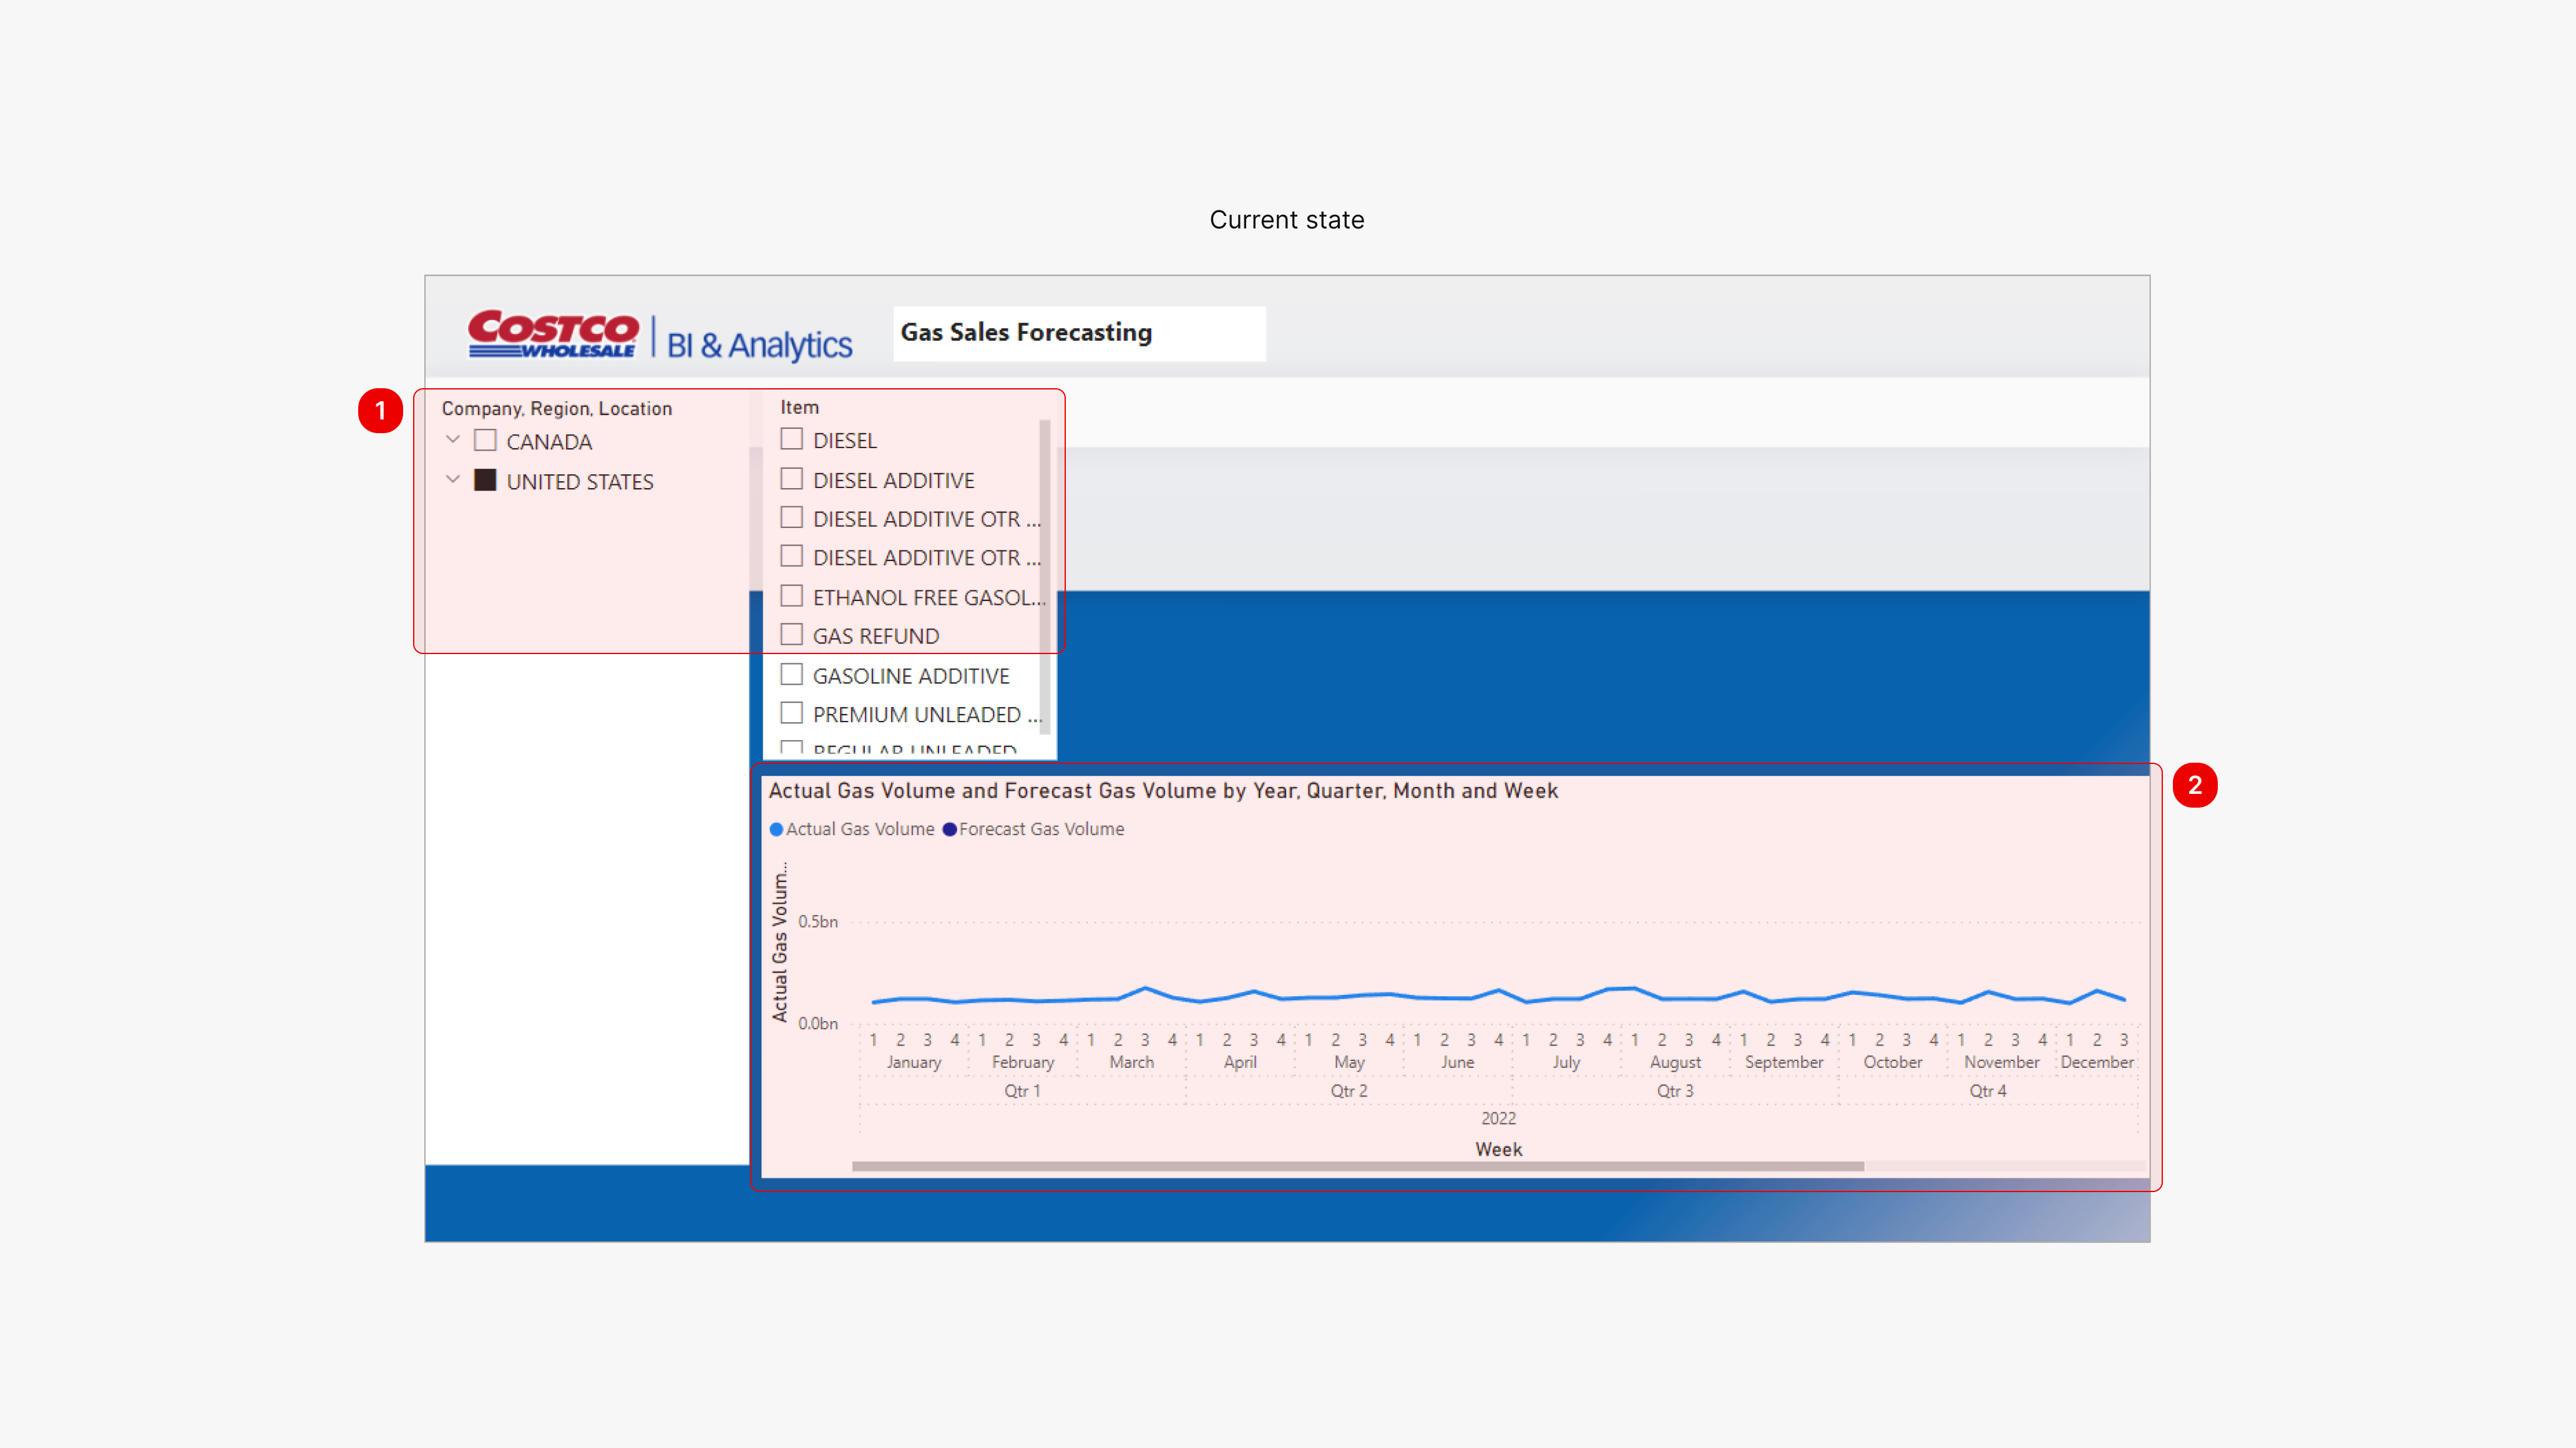 Current state
COSTCO WHOLESALE | BI & Analytics
Gas Sales Forecasting
1
Company, Region, Location
CANADA
UNITED STATES
Item
DIESEL
DIESEL ADDITIVE
DIESEL ADDITIVE OTR ...
DIESEL ADDITIVE OTR ...
ETHANOL FREE GASOL...
GAS REFUND
GASOLINE ADDITIVE
PREMIUM UNLEADED ...
REGULAR UNLEADED
2
Actual Gas Volume and Forecast Gas Volume by Year, Quarter, Month and Week
Actual Gas Volume Forecast Gas Volume
Actual Gas Volum...
0.5bn
0.0bn
1 2 3 4 1 2 3 4 1 2 3 4 1 2 3 4 1 2 3 4 1 2 3 4 1 2 3 4 1 2 3 4 1 2 3 4 1 2 3 4 1 2 3 4 1 2 3
January February March April May June July August September October November December
Qtr 1 Qtr 2 Qtr 3 Qtr 4
2022
Week